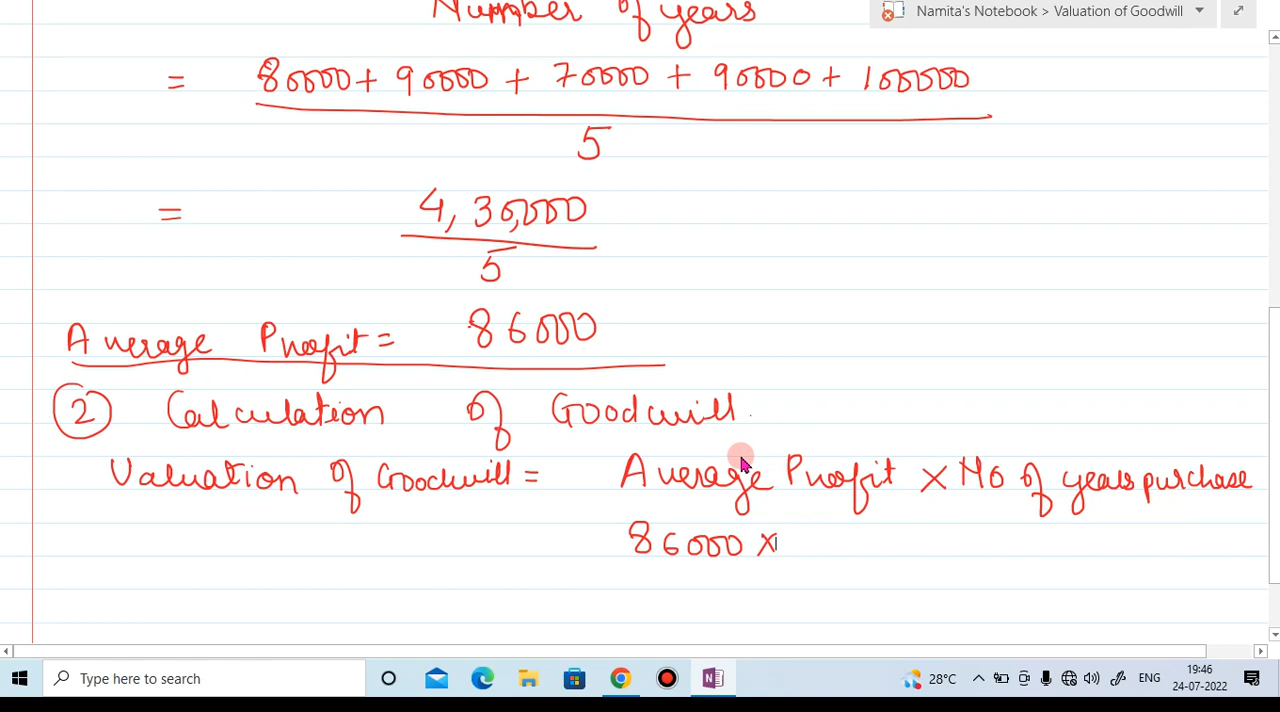 Number of years
Namita's Notebook > Valuation of Goodwill
= 80000 + 90000 + 70000 + 90000 + 100000
5
= 4,30,000
5
Average Profit = 86000
2 Calculation of Goodwill.
Valuation of Goodwill = Average Profit × No of years purchase
86000 ×
Type here to search
28°C
ENG
19:46
24-07-2022